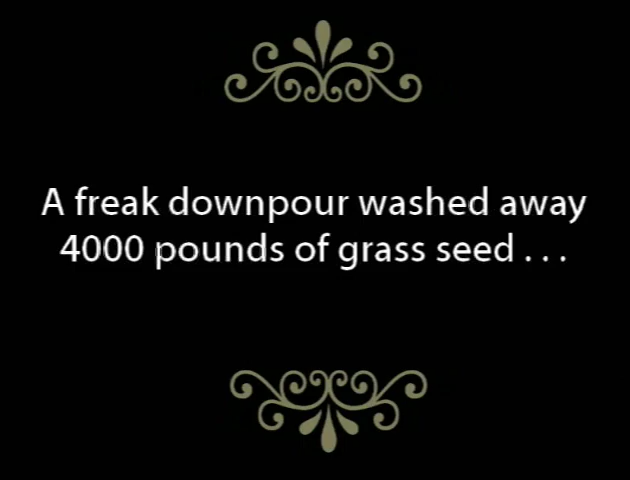 A freak downpour washed away
4000 pounds of grass seed . . .